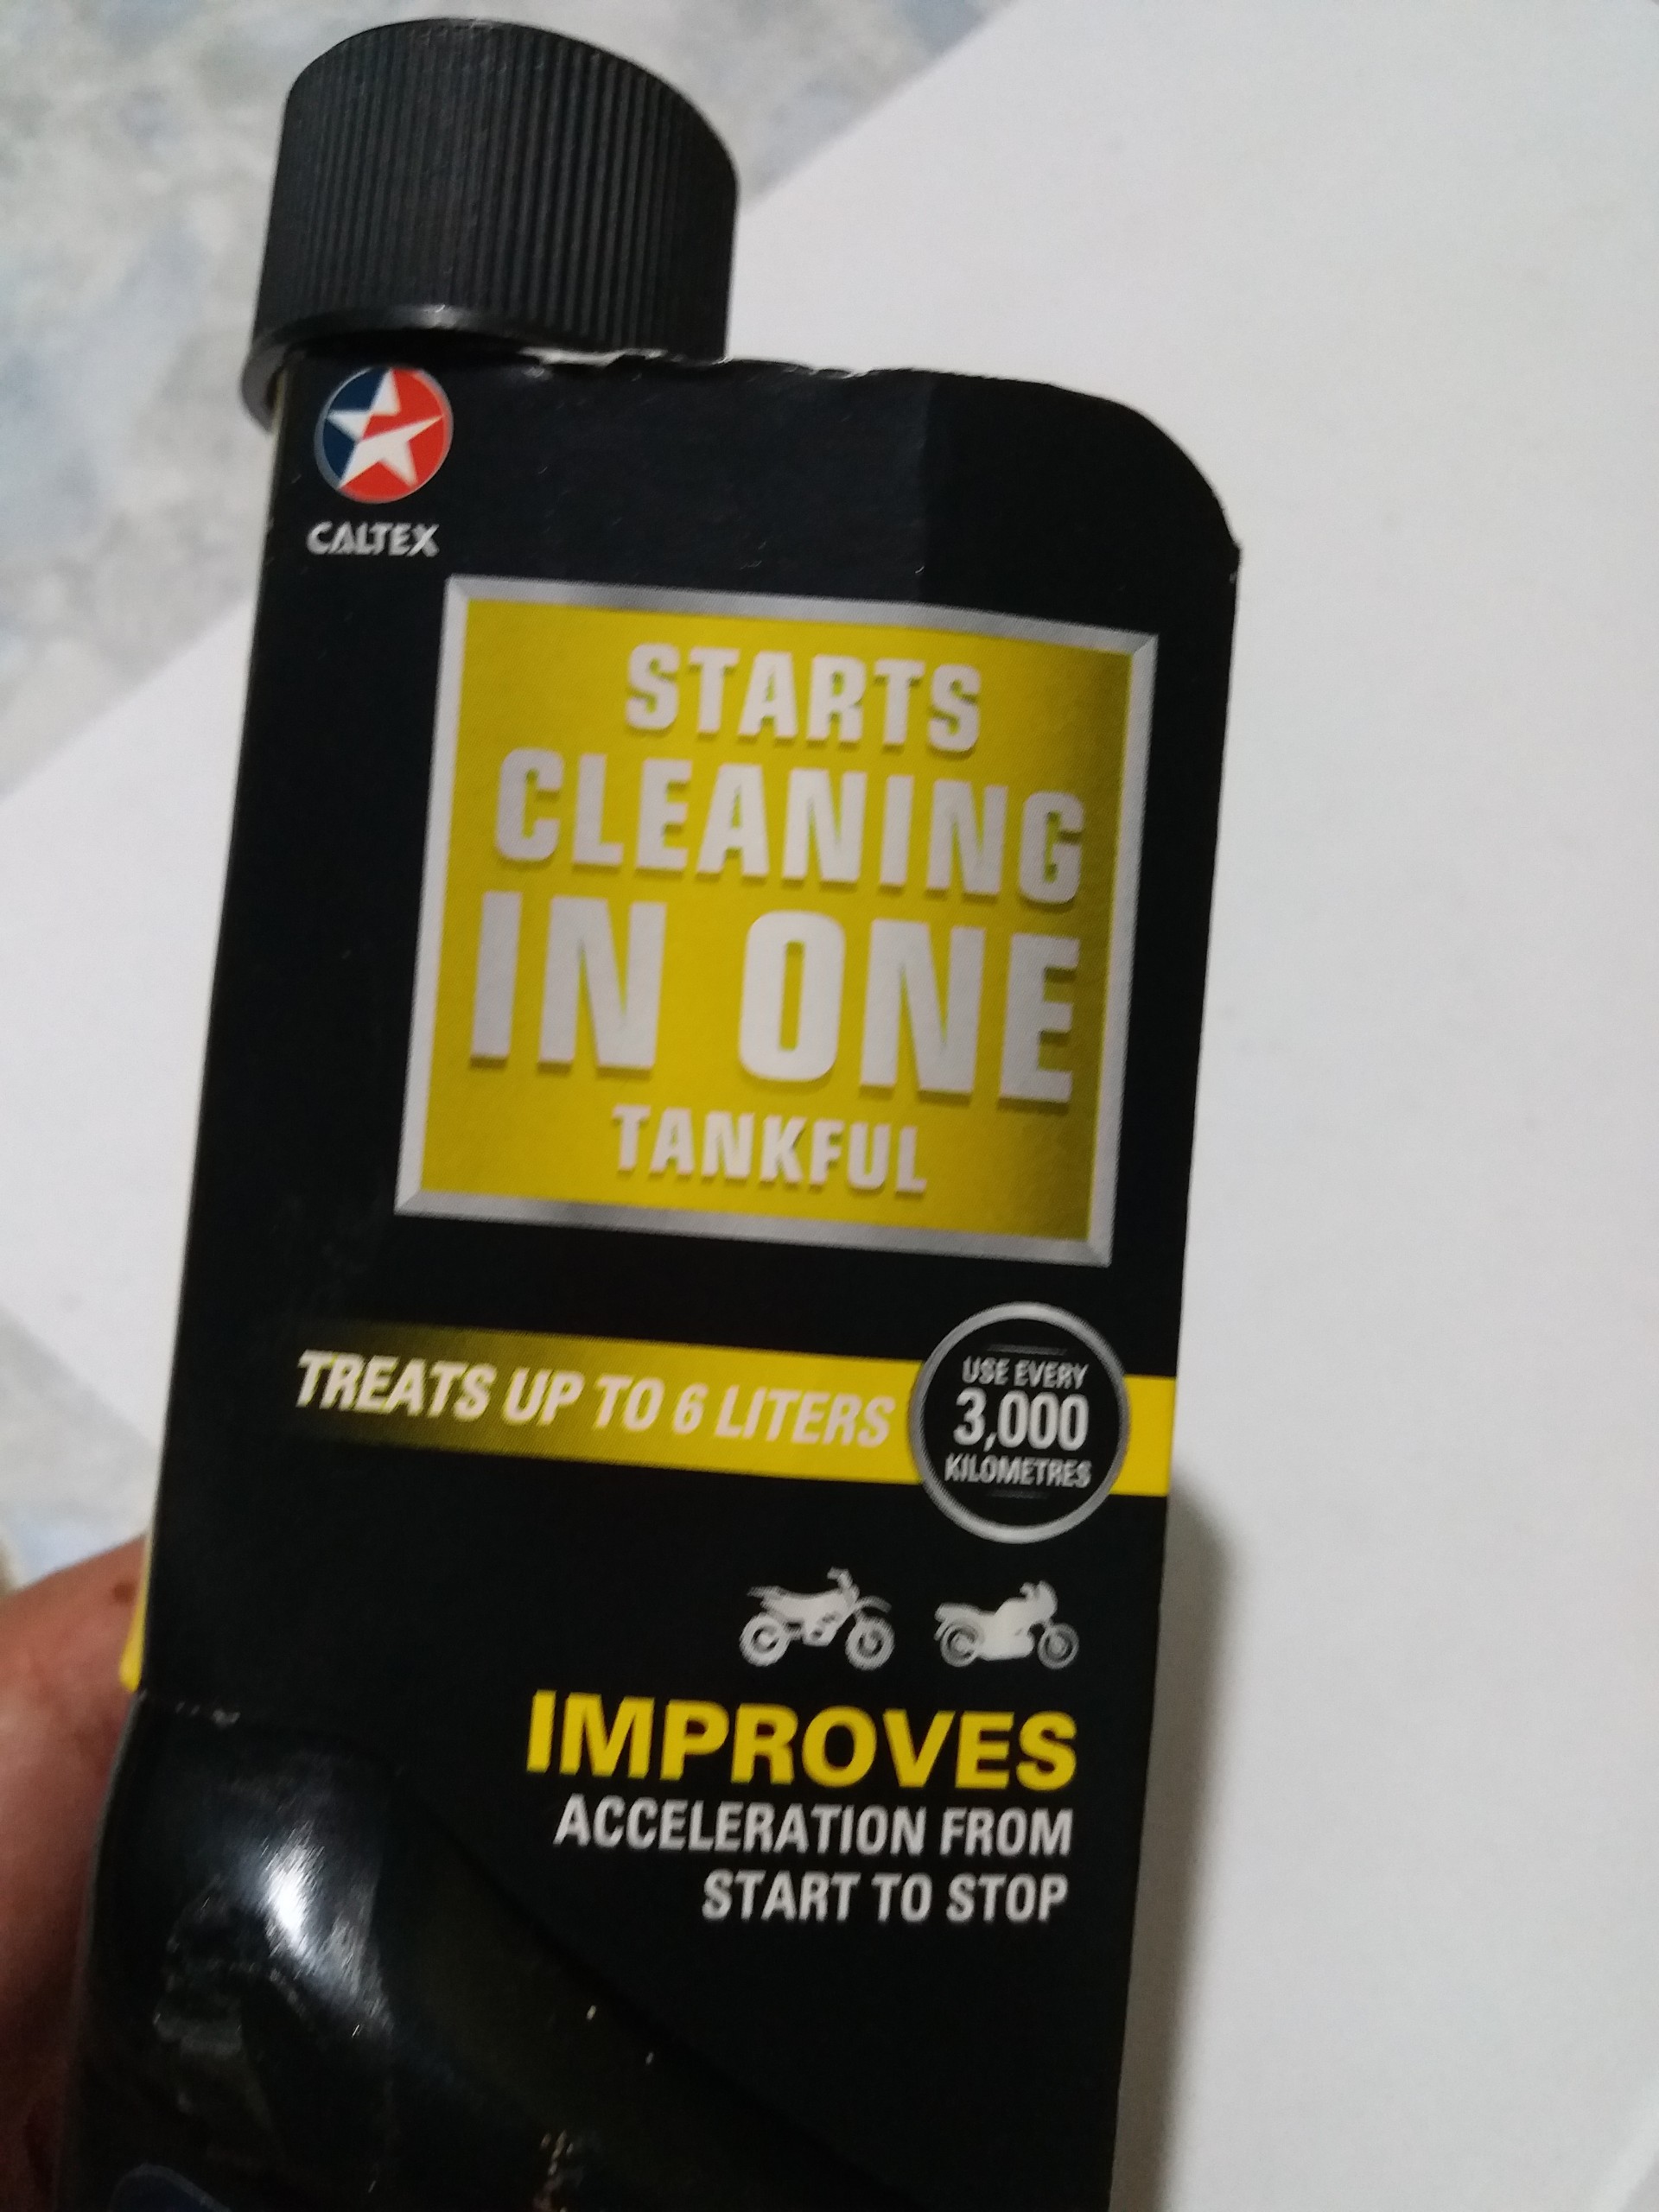 CALTEX
STARTS
CLEANING
IN ONE
TANKFUL
TREATS UP TO 6 LITERS
USE EVERY
3,000
KILOMETRES
IMPROVES
ACCELERATION FROM
START TO STOP